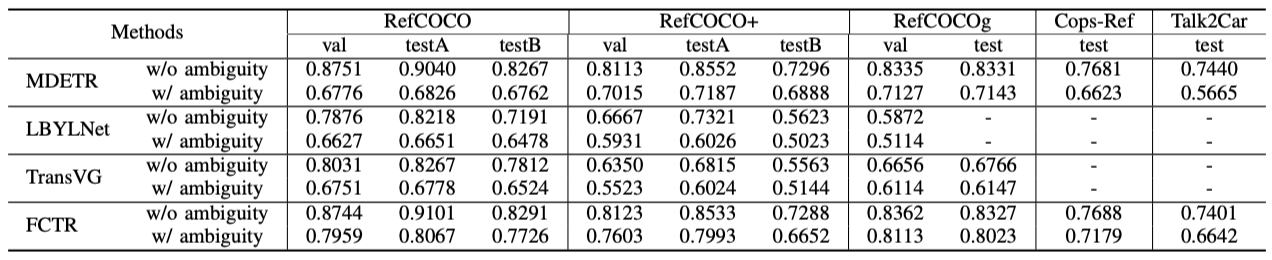 Methods RefCOCO RefCOCO+ RefCOCOg Cops-Ref Talk2Car
val testA testB val testA testB val test test test
MDETR w/o ambiguity 0.8751 0.9040 0.8267 0.8113 0.8552 0.7296 0.8335 0.8331 0.7681 0.7440
w/ ambiguity 0.6776 0.6826 0.6762 0.7015 0.7187 0.6888 0.7127 0.7143 0.6623 0.5665
LBYLNet w/o ambiguity 0.7876 0.8218 0.7191 0.6667 0.7321 0.5623 0.5872 - - -
w/ ambiguity 0.6627 0.6651 0.6478 0.5931 0.6026 0.5023 0.5114 - - -
TransVG w/o ambiguity 0.8031 0.8267 0.7812 0.6350 0.6815 0.5563 0.6656 0.6766 - -
w/ ambiguity 0.6751 0.6778 0.6524 0.5523 0.6024 0.5144 0.6114 0.6147 - -
FCTR w/o ambiguity 0.8744 0.9101 0.8291 0.8123 0.8533 0.7288 0.8362 0.8327 0.7688 0.7401
w/ ambiguity 0.7959 0.8067 0.7726 0.7603 0.7993 0.6652 0.8113 0.8023 0.7179 0.6642